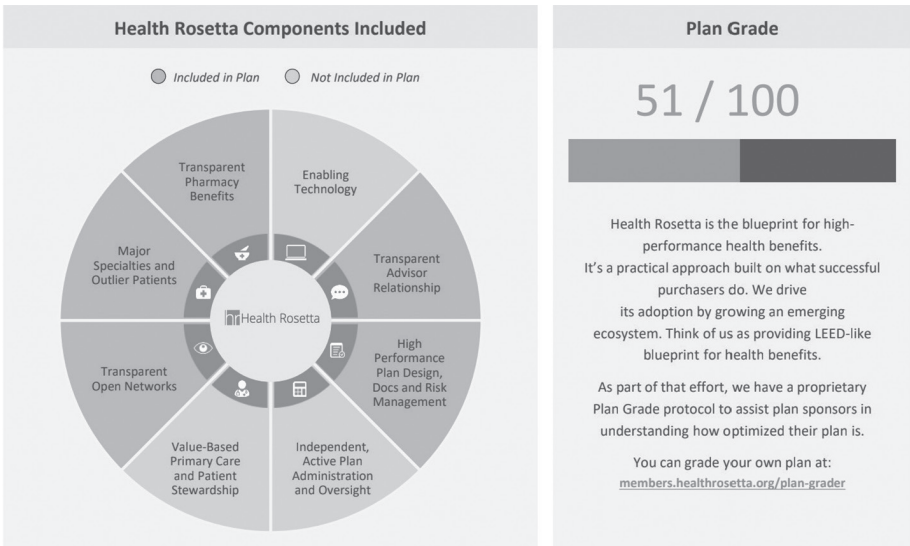 Health Rosetta Components Included
Included in Plan
Not Included in Plan
Transparent
Pharmacy
Benefits
Enabling
Technology
Major
Specialties and
Outlier Patients
Transparent
Advisor
Relationship
hr Health Rosetta
Transparent
Open Networks
High
Performance
Plan Design,
Docs and Risk
Management
Value-Based
Primary Care
and Patient
Stewardship
Independent,
Active Plan
Administration
and Oversight
Plan Grade
51 / 100
Health Rosetta is the blueprint for high-
performance health benefits.
It's a practical approach built on what successful
purchasers do. We drive
its adoption by growing an emerging
ecosystem. Think of us as providing LEED-like
blueprint for health benefits.
As part of that effort, we have a proprietary
Plan Grade protocol to assist plan sponsors in
understanding how optimized their plan is.
You can grade your own plan at:
members.healthrosetta.org/plan-grader